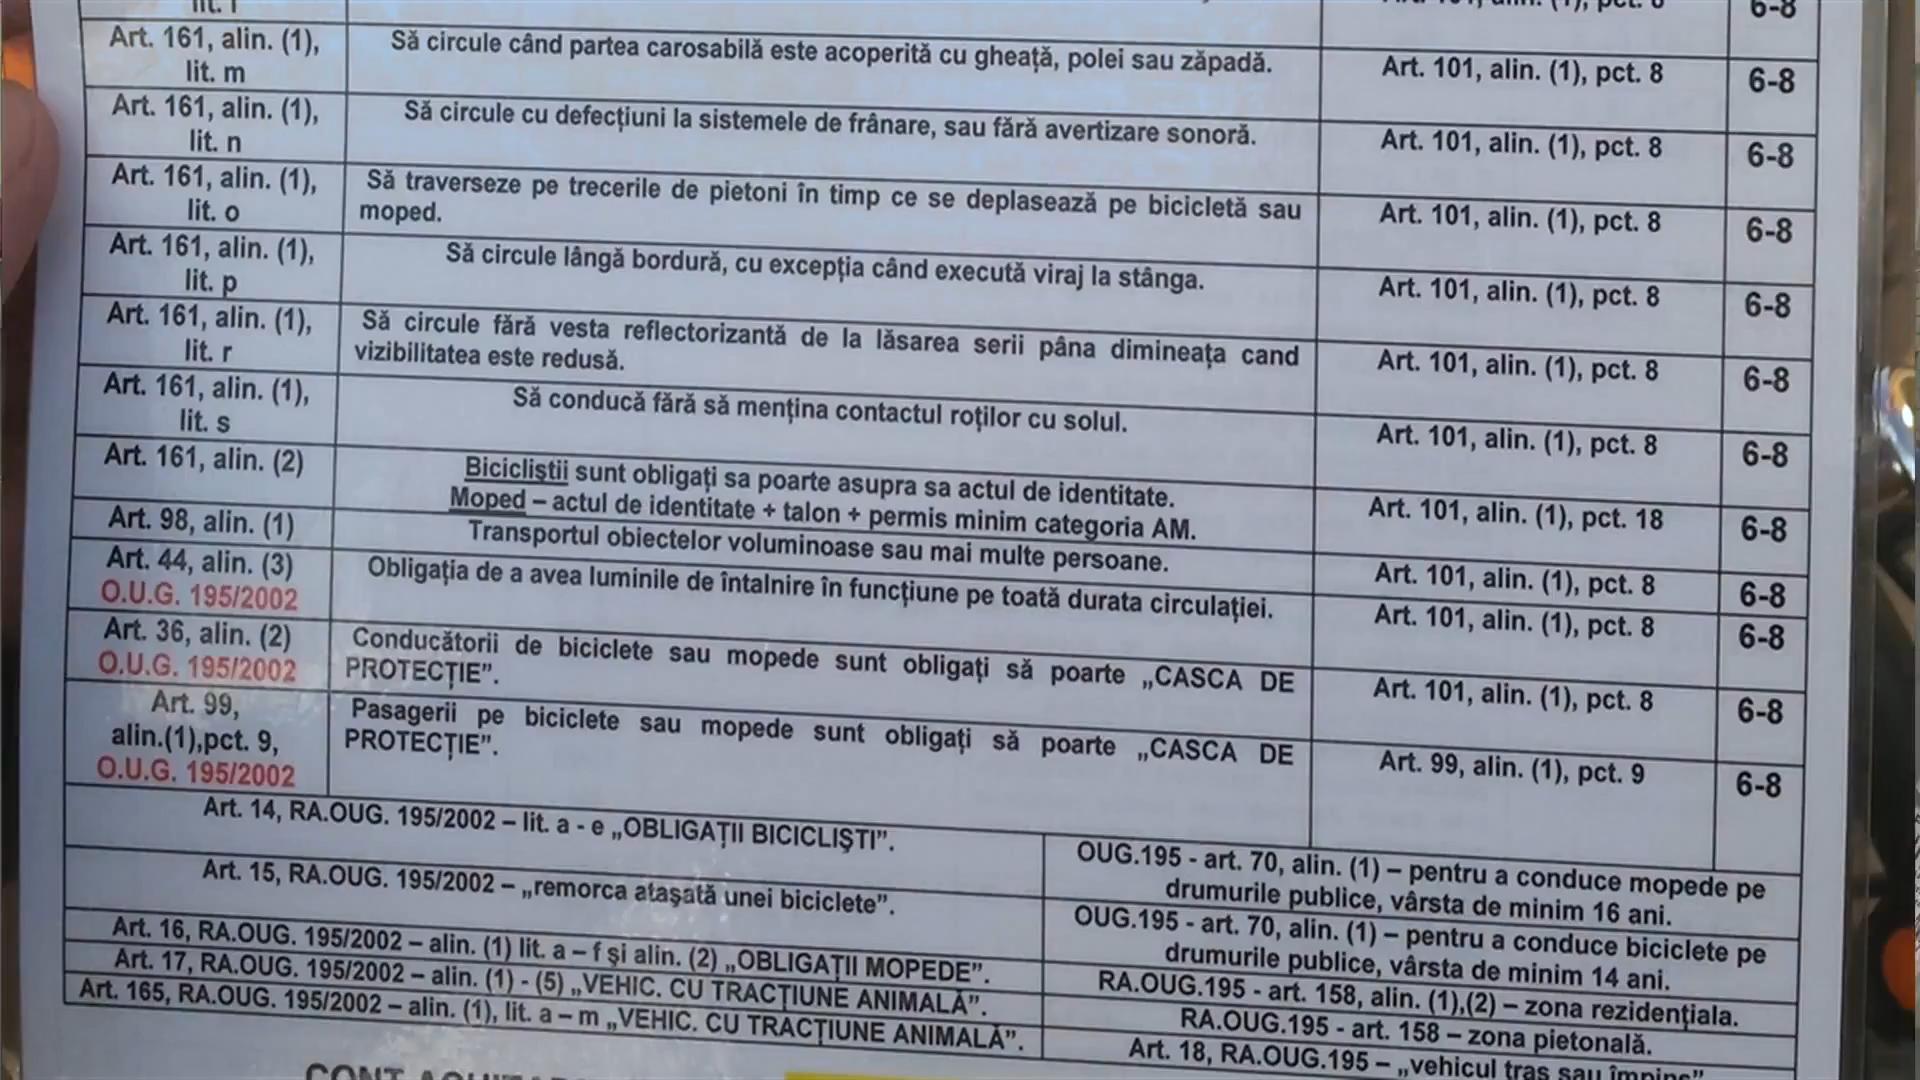 lit. l
Art. 101, alin. (1), pct. 8
6-8
Art. 161, alin. (1),
lit. m
Să circule când partea carosabilă este acoperită cu gheață, polei sau zăpadă.
Art. 101, alin. (1), pct. 8
6-8
Art. 161, alin. (1),
lit. n
Să circule cu defecțiuni la sistemele de frânare, sau fără avertizare sonoră.
Art. 101, alin. (1), pct. 8
6-8
Art. 161, alin. (1),
lit. o
Să traverseze pe trecerile de pietoni în timp ce se deplasează pe bicicletă sau
moped.
Art. 101, alin. (1), pct. 8
6-8
Art. 161, alin. (1),
lit. p
Să circule lângă bordură, cu excepția când execută viraj la stânga.
Art. 101, alin. (1), pct. 8
6-8
Art. 161, alin. (1),
lit. r
Să circule fără vesta reflectorizantă de la lăsarea serii pâna dimineața cand
vizibilitatea este redusă.
Art. 101, alin. (1), pct. 8
6-8
Art. 161, alin. (1),
lit. s
Să conducă fără să mențina contactul roților cu solul.
Art. 101, alin. (1), pct. 8
6-8
Art. 161, alin. (2)
Bicicliștii sunt obligați sa poarte asupra sa actul de identitate.
Moped – actul de identitate + talon + permis minim categoria AM.
Art. 101, alin. (1), pct. 18
6-8
Art. 98, alin. (1)
Transportul obiectelor voluminoase sau mai multe persoane.
Art. 101, alin. (1), pct. 8
6-8
Art. 44, alin. (3)
O.U.G. 195/2002
Obligația de a avea luminile de întalnire în funcțiune pe toată durata circulației.
Art. 101, alin. (1), pct. 8
6-8
Art. 36, alin. (2)
O.U.G. 195/2002
Conducătorii de biciclete sau mopede sunt obligați să poarte „CASCA DE
PROTECȚIE”.
Art. 101, alin. (1), pct. 8
6-8
Art. 99,
alin.(1),pct. 9,
O.U.G. 195/2002
Pasagerii pe biciclete sau mopede sunt obligați să poarte „CASCA DE
PROTECȚIE”.
Art. 99, alin. (1), pct. 9
6-8
Art. 14, RA.OUG. 195/2002 – lit. a - e „OBLIGAȚII BICICLIȘTI”.
Art. 15, RA.OUG. 195/2002 – „remorca atașată unei biciclete”.
Art. 16, RA.OUG. 195/2002 – alin. (1) lit. a – f și alin. (2) „OBLIGAȚII MOPEDE”.
Art. 17, RA.OUG. 195/2002 – alin. (1) - (5) „VEHIC. CU TRACȚIUNE ANIMALĂ”.
Art. 165, RA.OUG. 195/2002 – alin. (1), lit. a – m „VEHIC. CU TRACȚIUNE ANIMALĂ”.
OUG.195 - art. 70, alin. (1) – pentru a conduce mopede pe
drumurile publice, vârsta de minim 16 ani.
OUG.195 - art. 70, alin. (1) – pentru a conduce biciclete pe
drumurile publice, vârsta de minim 14 ani.
RA.OUG.195 - art. 158, alin. (1),(2) – zona rezidențiala.
RA.OUG.195 - art. 158 – zona pietonală.
Art. 18, RA.OUG.195 – „vehicul tras sau împins”
CONT